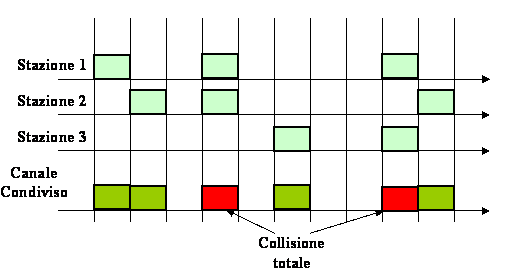 Stazione 1
Stazione 2
Stazione 3
Canale
Condiviso
Collisione
totale